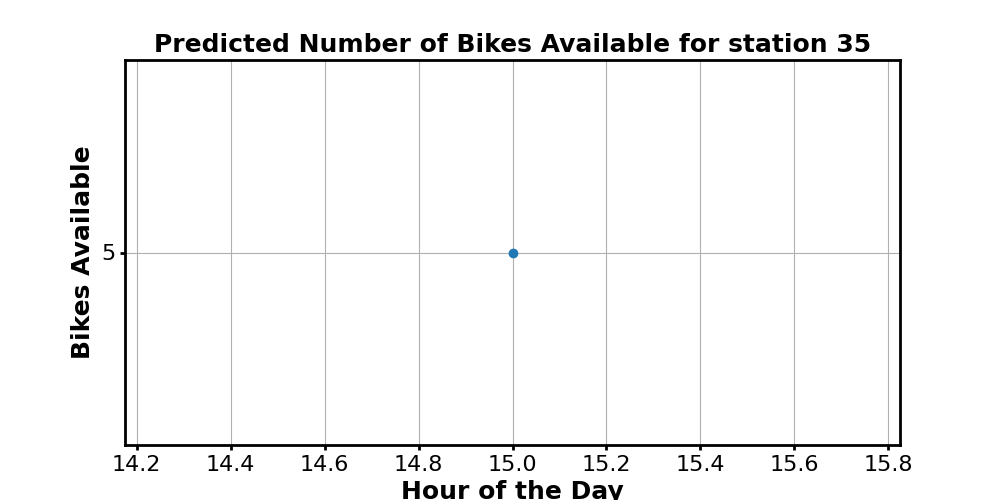 Predicted Number of Bikes Available for station 35
Bikes Available
5
14.2 14.4 14.6 14.8 15.0 15.2 15.4 15.6 15.8
Hour of the Day